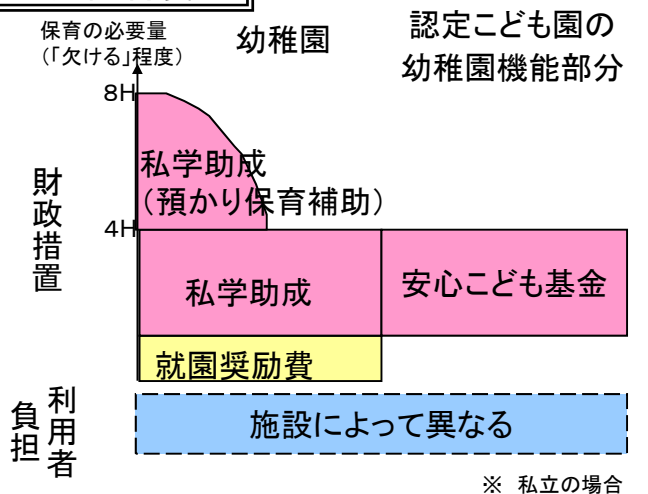 保育の必要量
（「欠ける」程度）
幼稚園
認定こども園の
幼稚園機能部分
8H
私学助成
（預かり保育補助）
4H
財政措置
私学助成
安心こども基金
就園奨励費
利用者
負担
施設によって異なる
※ 私立の場合